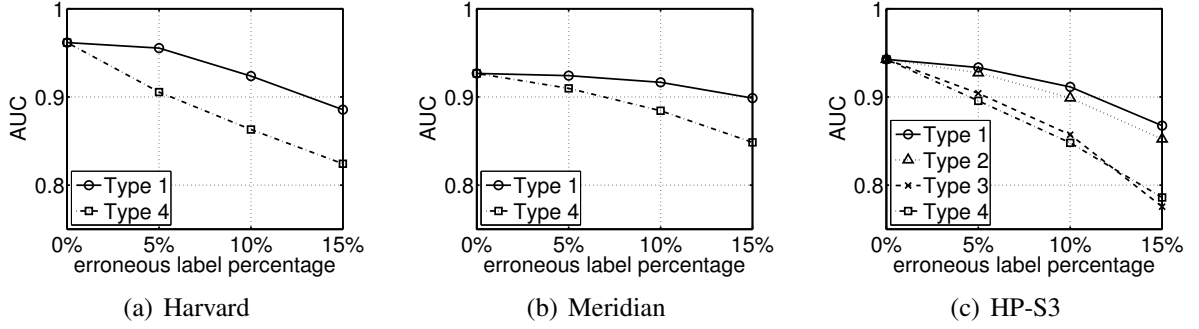 1
0.9
0.8
AUC
Type 1
Type 4
0% 5% 10% 15%
erroneous label percentage
(a) Harvard
1
0.9
0.8
AUC
Type 1
Type 4
0% 5% 10% 15%
erroneous label percentage
(b) Meridian
1
0.9
0.8
AUC
Type 1
Type 2
Type 3
Type 4
0% 5% 10% 15%
erroneous label percentage
(c) HP-S3